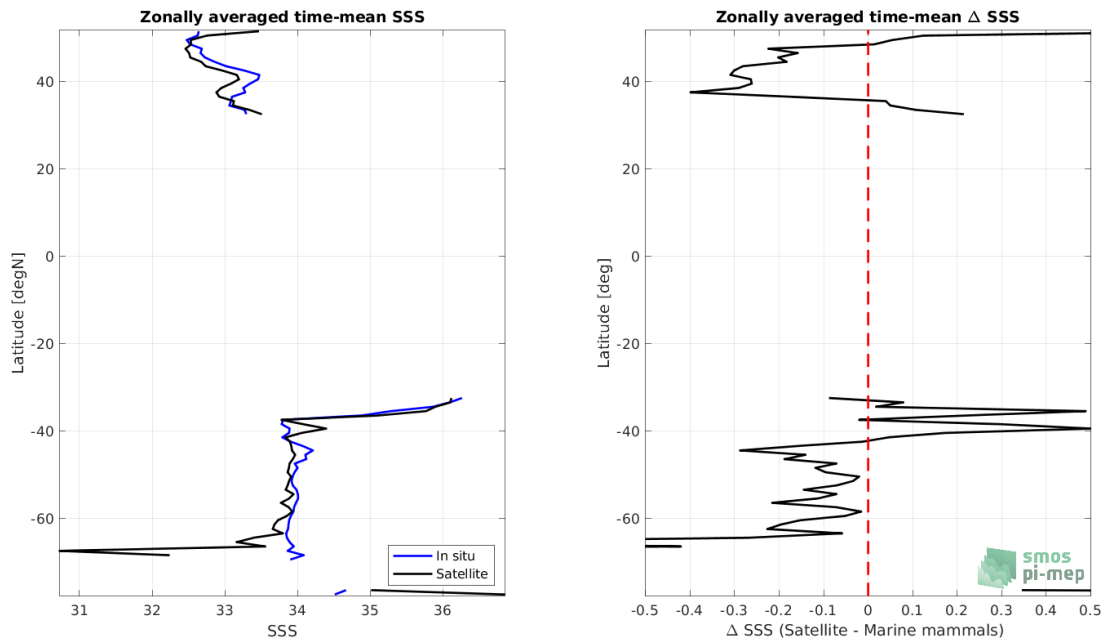 Zonally averaged time-mean SSS
40
20
0
-20
-40
-60
Latitude [degN]
31
32
33
34
35
36
SSS
In situ
Satellite
Zonally averaged time-mean Δ SSS
40
20
0
-20
-40
-60
Latitude [deg]
-0.5
-0.4
-0.3
-0.2
-0.1
0
0.1
0.2
0.3
0.4
0.5
Δ SSS (Satellite - Marine mammals)
smos
pi-mep